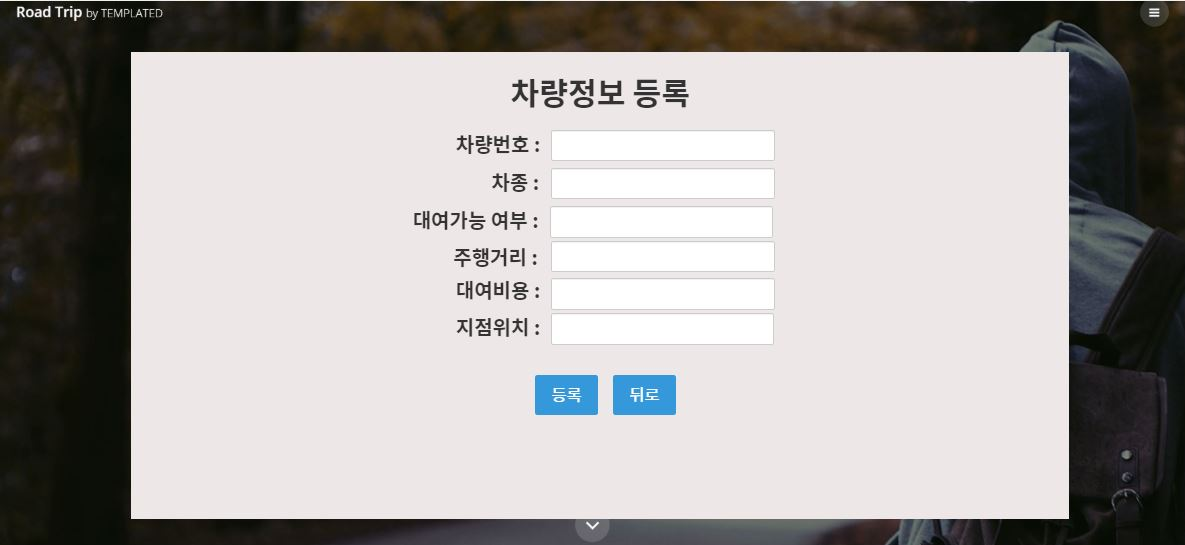 Road Trip by TEMPLATED
차량정보 등록
차량번호 :
차종 :
대여가능 여부 :
주행거리 :
대여비용 :
지점위치 :
등록 뒤로